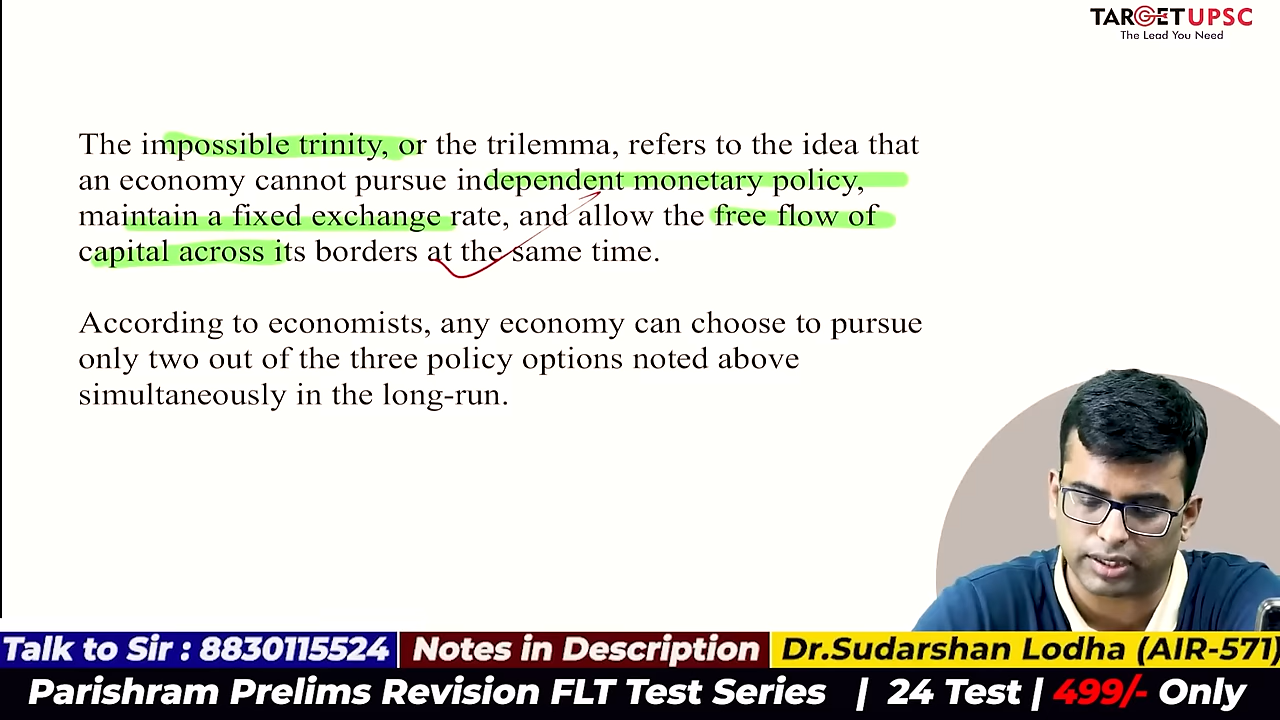 TARGETUPSC
The Lead You Need
The impossible trinity, or the trilemma, refers to the idea that
an economy cannot pursue independent monetary policy,
maintain a fixed exchange rate, and allow the free flow of
capital across its borders at the same time.
According to economists, any economy can choose to pursue
only two out of the three policy options noted above
simultaneously in the long-run.
Talk to Sir : 8830115524 Notes in Description Dr.Sudarshan Lodha (AIR-571)
Parishram Prelims Revision FLT Test Series | 24 Test | 499/- Only